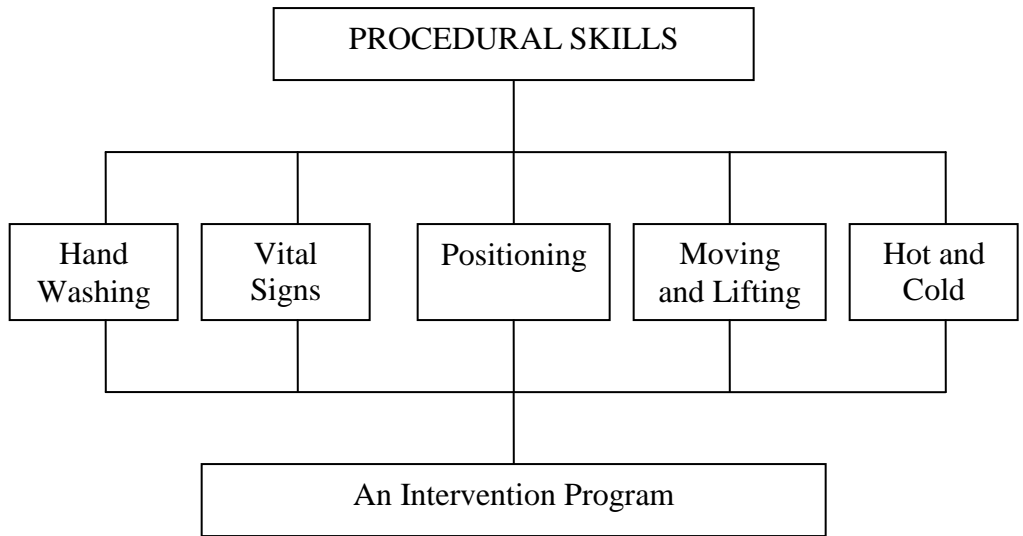 PROCEDURAL SKILLS
Hand
Washing
Vital
Signs
Positioning
Moving
and Lifting
Hot and
Cold
An Intervention Program